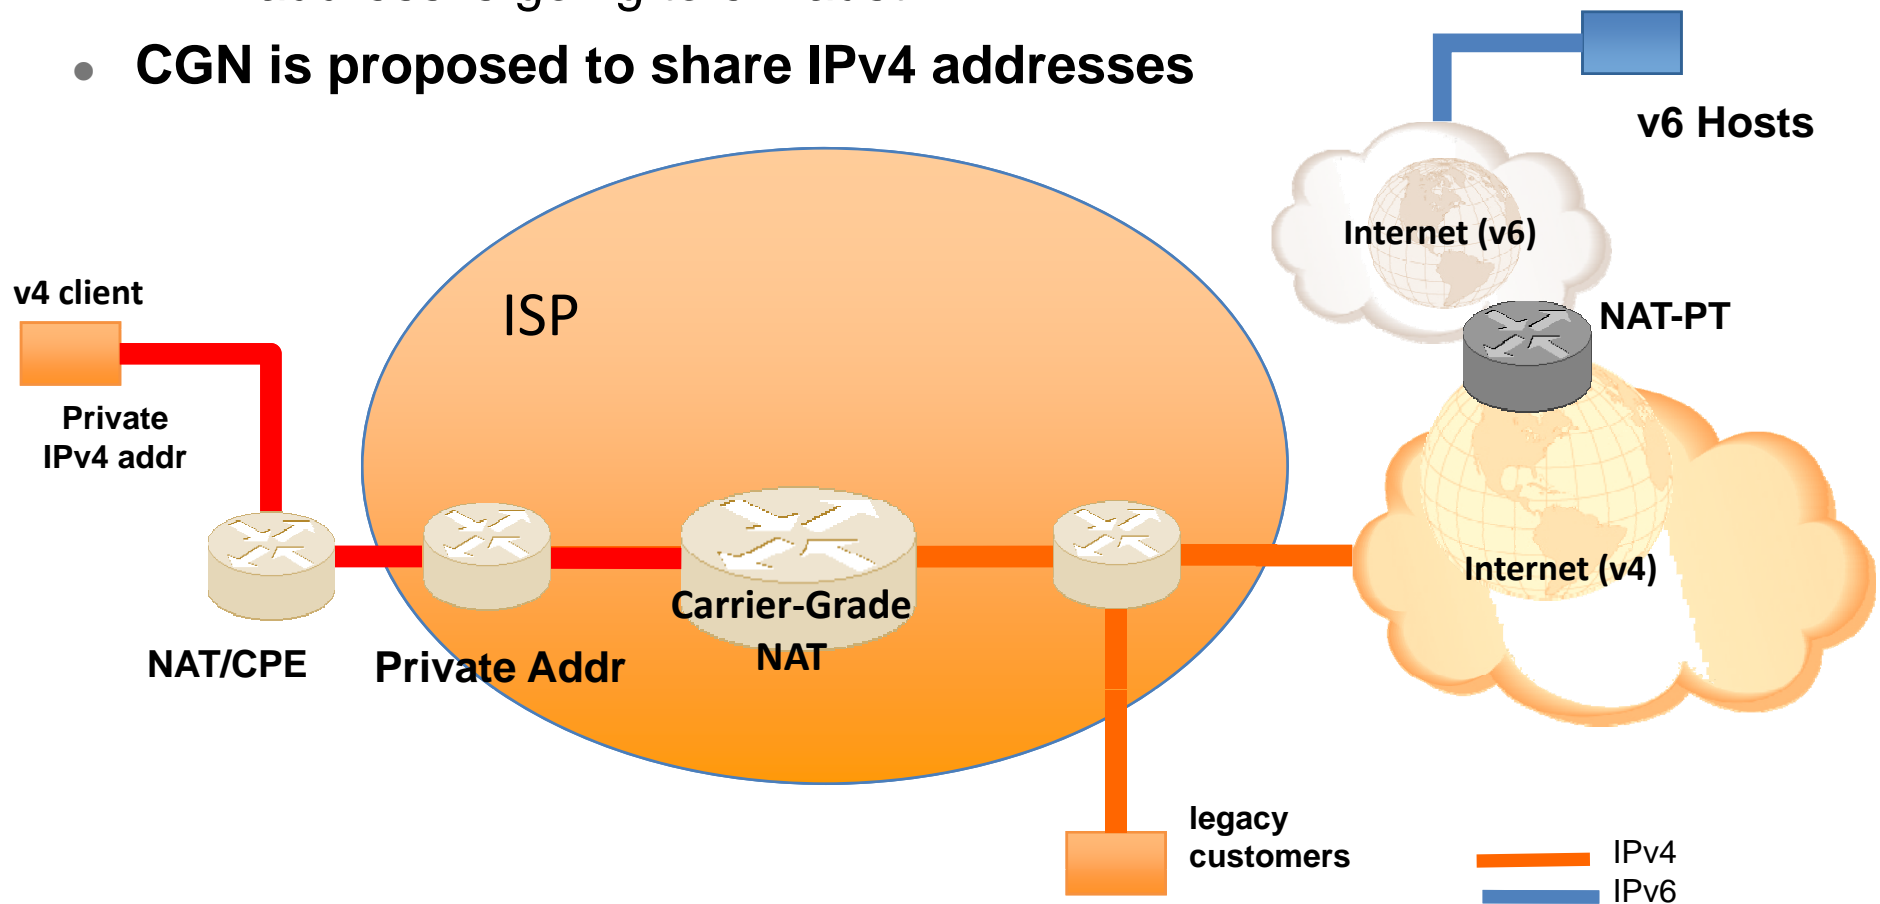 CGN is proposed to share IPv4 addresses
v6 Hosts
Internet (v6)
v4 client
ISP
NAT-PT
Private
IPv4 addr
Internet (v4)
Carrier-Grade
NAT
NAT/CPE
Private Addr
legacy
customers
IPv4
IPv6